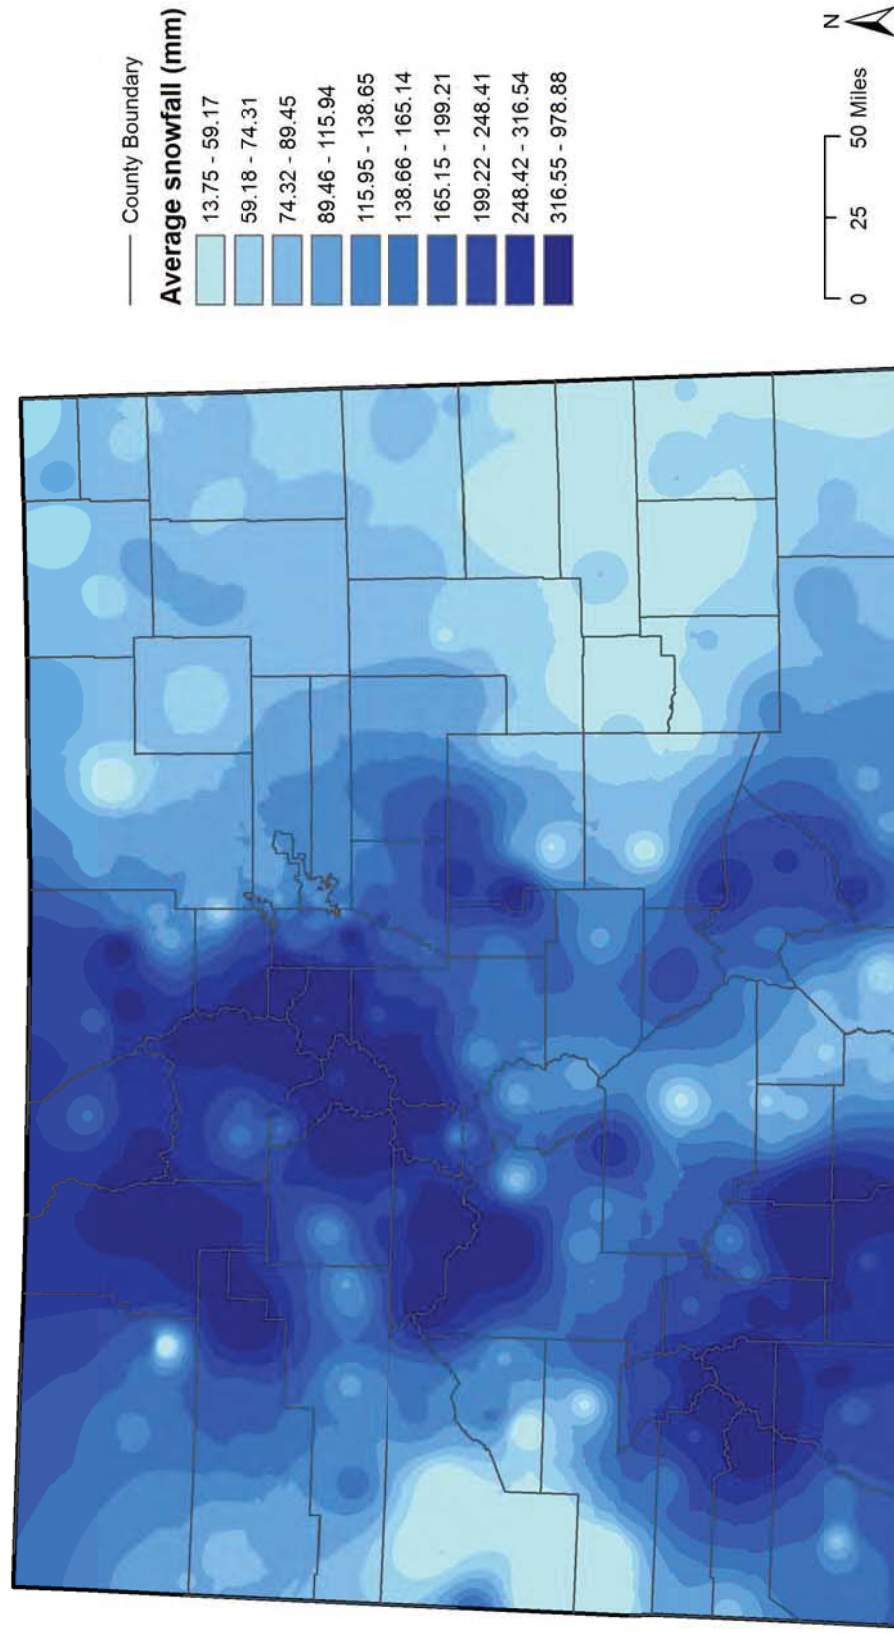 County Boundary
Average snowfall (mm)
13.75 - 59.17
59.18 - 74.31
74.32 - 89.45
89.46 - 115.94
115.95 - 138.65
138.66 - 165.14
165.15 - 199.21
199.22 - 248.41
248.42 - 316.54
316.55 - 978.88
N
0 25 50 Miles